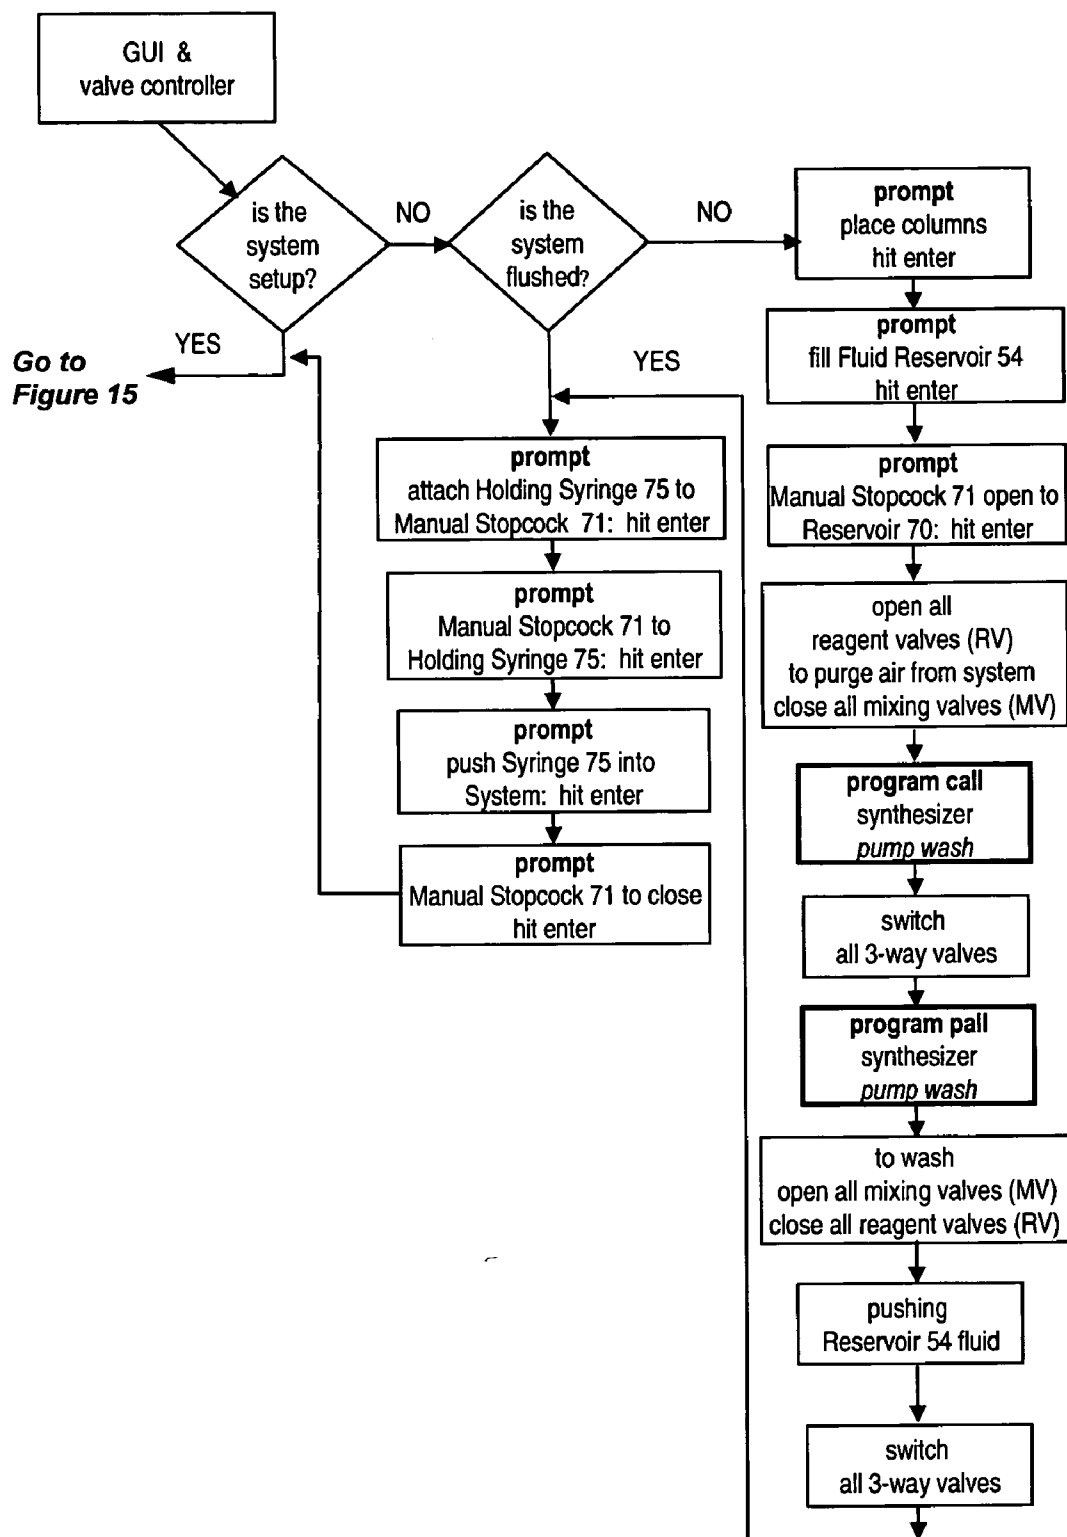 GUI &
valve controller
is the
system
setup?
NO
is the
system
flushed?
NO
prompt
place columns
hit enter
YES
Go to
Figure 15
YES
prompt
fill Fluid Reservoir 54
hit enter
prompt
attach Holding Syringe 75 to
Manual Stopcock 71: hit enter
prompt
Manual Stopcock 71 to
Holding Syringe 75: hit enter
prompt
push Syringe 75 into
System: hit enter
prompt
Manual Stopcock 71 to close
hit enter
prompt
Manual Stopcock 71 open to
Reservoir 70: hit enter
open all
reagent valves (RV)
to purge air from system
close all mixing valves (MV)
program call
synthesizer
pump wash
switch
all 3-way valves
program pall
synthesizer
pump wash
to wash
open all mixing valves (MV)
close all reagent valves (RV)
pushing
Reservoir 54 fluid
switch
all 3-way valves